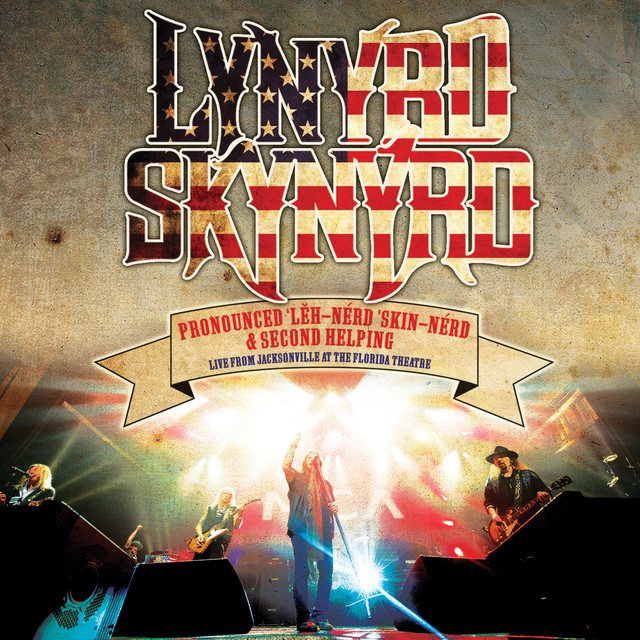 LYNYRD
SKYNYRD
PRONOUNCED 'LĔH-NÉRD 'SKIN-NÉRD
& SECOND HELPING
LIVE FROM JACKSONVILLE AT THE FLORIDA THEATRE